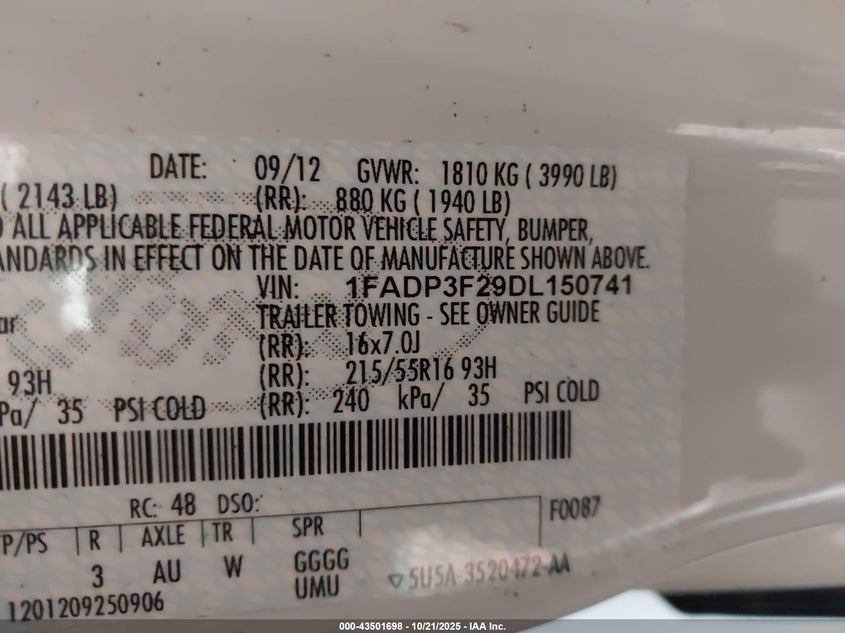 DATE: 09/12 GVWR: 1810 KG ( 3990 LB)
( 2143 LB) (RR): 880 KG ( 1940 LB)
O ALL APPLICABLE FEDERAL MOTOR VEHICLE SAFETY, BUMPER,
ANDARDS IN EFFECT ON THE DATE OF MANUFACTURE SHOWN ABOVE.
VIN: 1FADP3F29DL150741
ar TRAILER TOWING - SEE OWNER GUIDE
(RR): 16x7.0J
93H (RR): 215/55R16 93H
Pa/ 35 PSI COLD (RR): 240 kPa/ 35 PSI COLD
RC: 48 DSO: F0087
P/PS R AXLE TR SPR
3 AU W GGGG
UMU 5U5A-3520472-AA
1201209250906
000-43501698 - 10/21/2025 - IAA Inc.